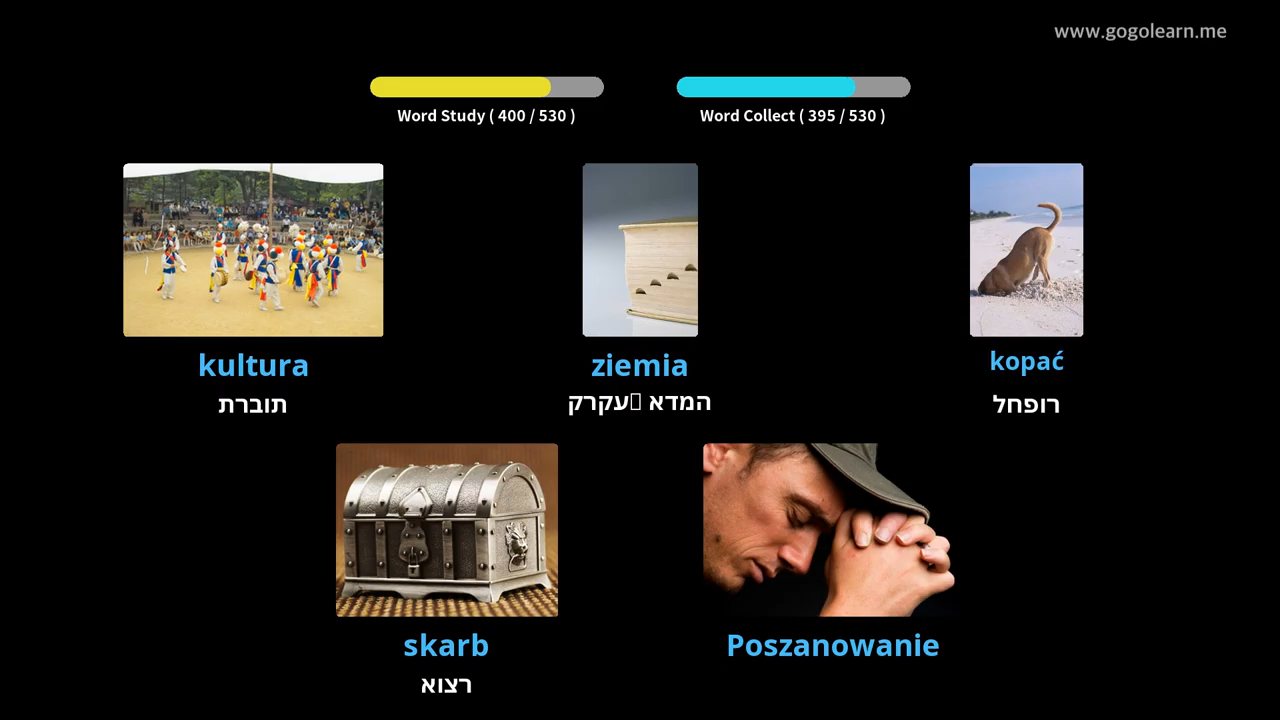 www.gogolearn.me
Word Study ( 400 / 530 )
Word Collect ( 395 / 530 )
kultura
תוברת
ziemia
המדא עקרק
kopać
רופחל
skarb
רצוא
Poszanowanie